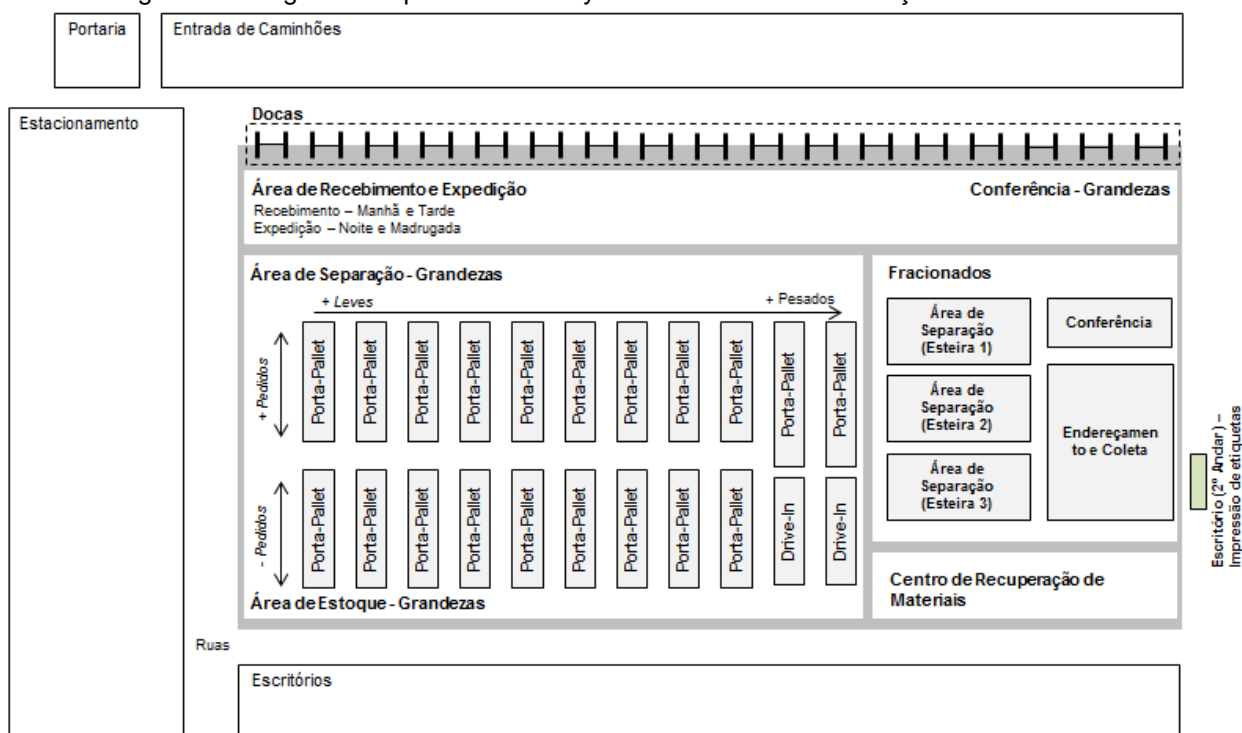 Portaria
Entrada de Caminhões
Estacionamento
Docas
Área de Recebimento e Expedição
Conferência - Grandezas
Recebimento – Manhã e Tarde
Expedição – Noite e Madrugada
Área de Separação - Grandezas
+ Leves
+ Pesados
+ Pedidos
Porta-Pallet
Porta-Pallet
Porta-Pallet
Porta-Pallet
Porta-Pallet
Porta-Pallet
Porta-Pallet
Porta-Pallet
Porta-Pallet
Porta-Pallet
Porta-Pallet
- Pedidos
Porta-Pallet
Porta-Pallet
Porta-Pallet
Porta-Pallet
Porta-Pallet
Porta-Pallet
Porta-Pallet
Porta-Pallet
Porta-Pallet
Drive-In
Drive-In
Área de Estoque - Grandezas
Fracionados
Área de
Separação
(Esteira 1)
Conferência
Área de
Separação
(Esteira 2)
Endereçamen
to e Coleta
Área de
Separação
(Esteira 3)
Centro de Recuperação de
Materiais
Escritório (2º Andar) –
Impressão de etiquetas
Ruas
Escritórios